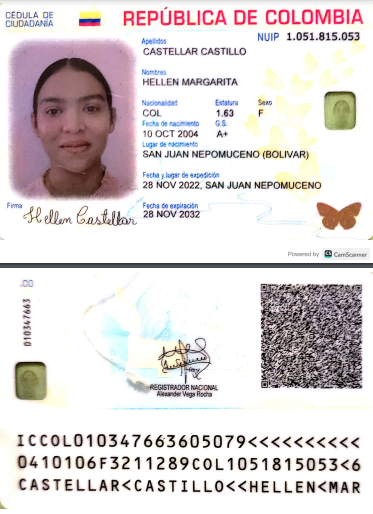 CÉDULA DE
CIUDADANÍA
REPÚBLICA DE COLOMBIA
NUIP 1.051.815.053
Apellidos
CASTELLAR CASTILLO
Nombres
HELLEN MARGARITA
Nacionalidad Estatura Sexo
COL 1.63 F
Fecha de nacimiento G.S.
10 OCT 2004 A+
Lugar de nacimiento
SAN JUAN NEPOMUCENO (BOLIVAR)
Fecha y lugar de expedición
28 NOV 2022, SAN JUAN NEPOMUCENO
Fecha de expiración
28 NOV 2032
Firma
Hellen Castellar
Powered by CS CamScanner
010347663
REGISTRADOR NACIONAL
Alexander Vega Rocha
ICCOL010347663605079<<<<<<<<<<
0410106F3211289COL1051815053<6
CASTELLAR<CASTILLO<<HELLEN<MAR